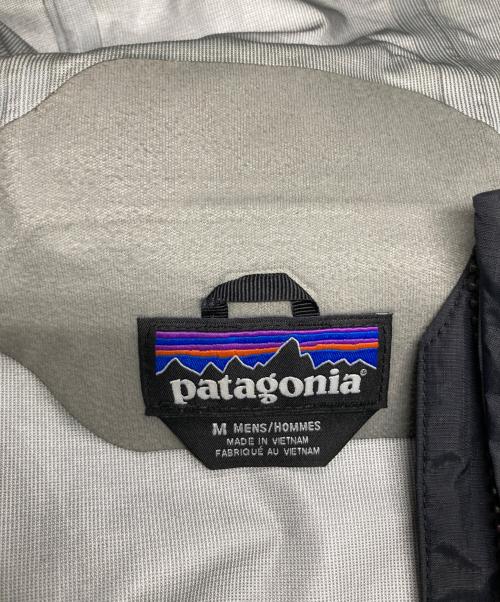 patagonia®
M MENS/HOMMES
MADE IN VIETNAM
FABRIQUÉ AU VIETNAM